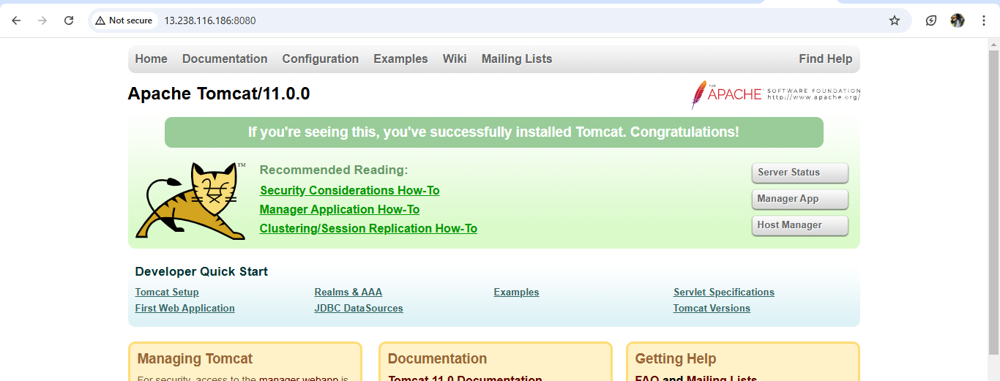 Not secure 13.238.116.186:8080
Home Documentation Configuration Examples Wiki Mailing Lists Find Help
Apache Tomcat/11.0.0
THE
APACHE SOFTWARE FOUNDATION
http://www.apache.org/
If you're seeing this, you've successfully installed Tomcat. Congratulations!
TM
Recommended Reading:
Security Considerations How-To
Manager Application How-To
Clustering/Session Replication How-To
Server Status
Manager App
Host Manager
Developer Quick Start
Tomcat Setup Realms & AAA Examples Servlet Specifications
First Web Application JDBC DataSources Tomcat Versions
Managing Tomcat
For security, access to the manager webapp is
Documentation
Tomcat 11.0 Documentation
Getting Help
FAQ and Mailing Lists